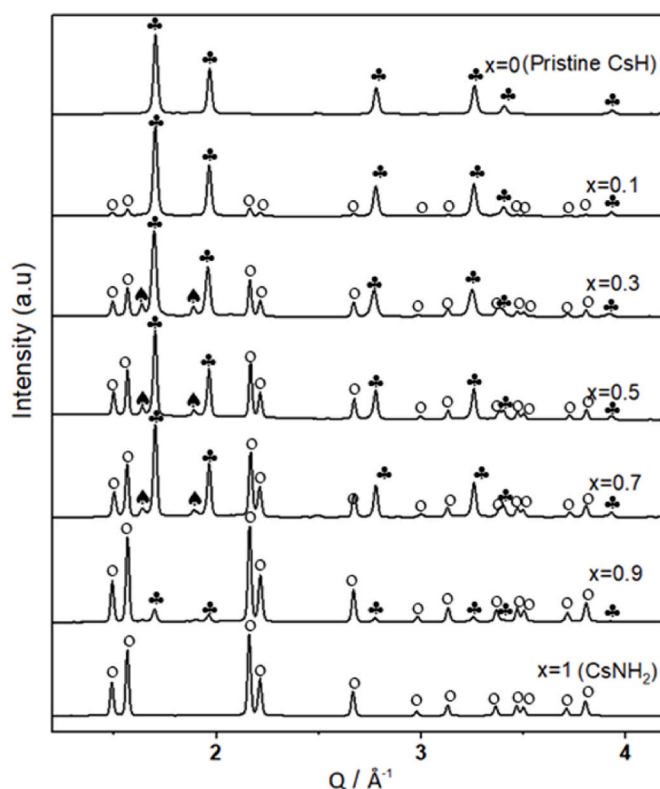 x=0 (Pristine CsH)
x=0.1
x=0.3
x=0.5
x=0.7
x=0.9
x=1 (CsNH₂)
Intensity (a.u)
2
3
4
Q / Å⁻¹